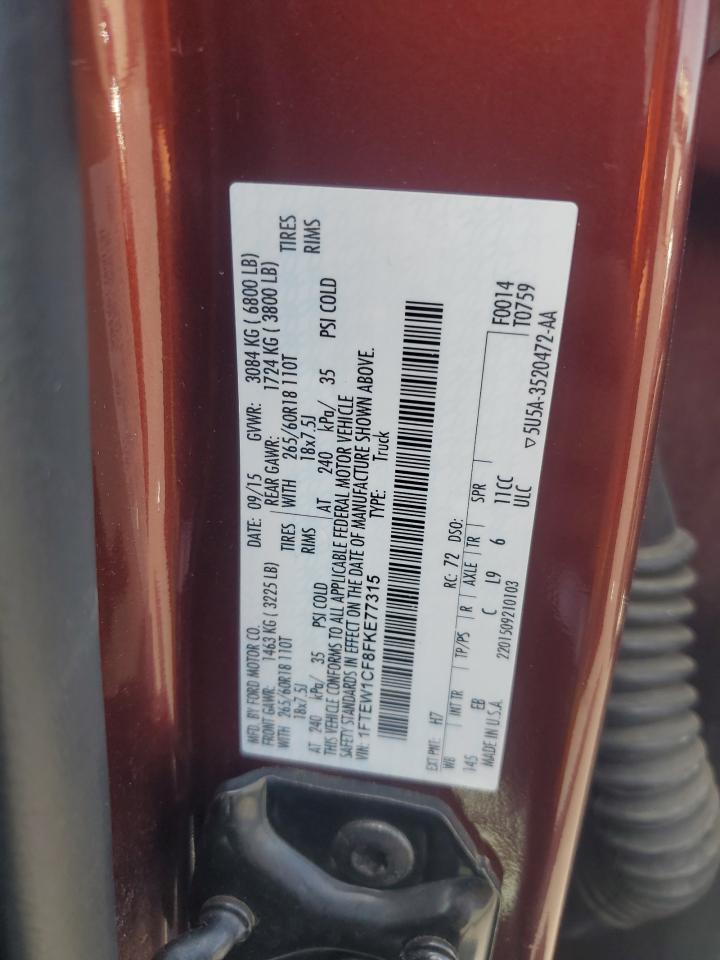 MFD. BY FORD MOTOR CO. DATE: 09/15 GVWR: 3084 KG ( 6800 LB)
FRONT GAWR: 1463 KG ( 3225 LB) REAR GAWR: 1724 KG ( 3800 LB)
WITH 265/60R18 110T TIRES WITH 265/60R18 110T TIRES
18x7.5J RIMS 18x7.5J RIMS
AT 240 kPa/ 35 PSI COLD AT 240 kPa/ 35 PSI COLD
THIS VEHICLE CONFORMS TO ALL APPLICABLE FEDERAL MOTOR VEHICLE
SAFETY STANDARDS IN EFFECT ON THE DATE OF MANUFACTURE SHOWN ABOVE.
VIN: 1FTEW1CF8FKE77315 TYPE: Truck
EXT PNT: H7 RC: 72 DSO:
WB INT TR TP/PS R AXLE TR SPR F0014
145 EB C L9 6 11CC T0759
MADE IN U.S.A. 2201509210103 ULC ▽5U5A-3520472-AA